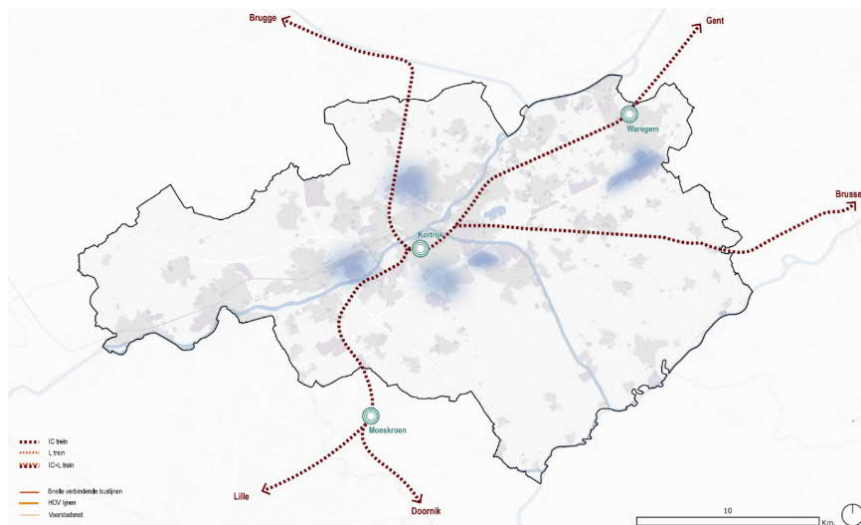 Brugge
Gent
Waregem
Brusse
Kortrijk
Moeskroen
Lille
Doornik
IC trein
L trein
IC+L trein
Snelle verbindende buslijnen
HOV lijnen
Voorstadsnet
10
Km.